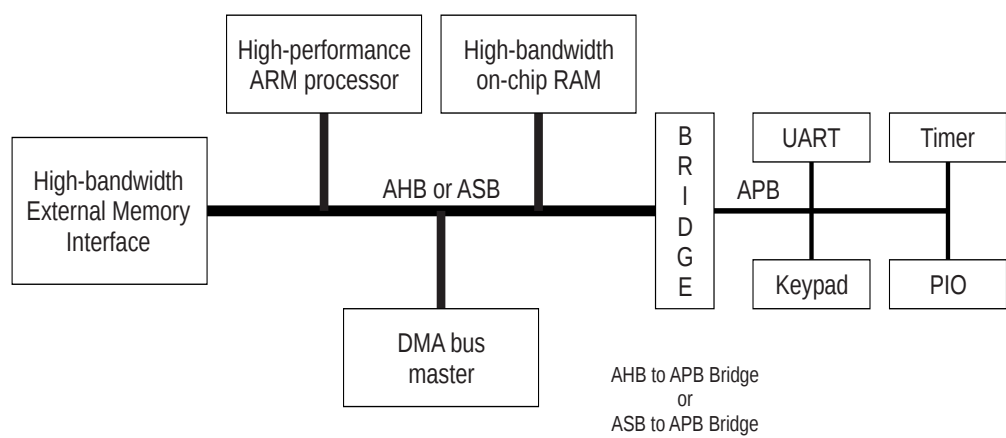 High-performance
ARM processor
High-bandwidth
on-chip RAM
High-bandwidth
External Memory
Interface
AHB or ASB
B
R
I
D
G
E
APB
UART
Timer
Keypad
PIO
DMA bus
master
AHB to APB Bridge
or
ASB to APB Bridge